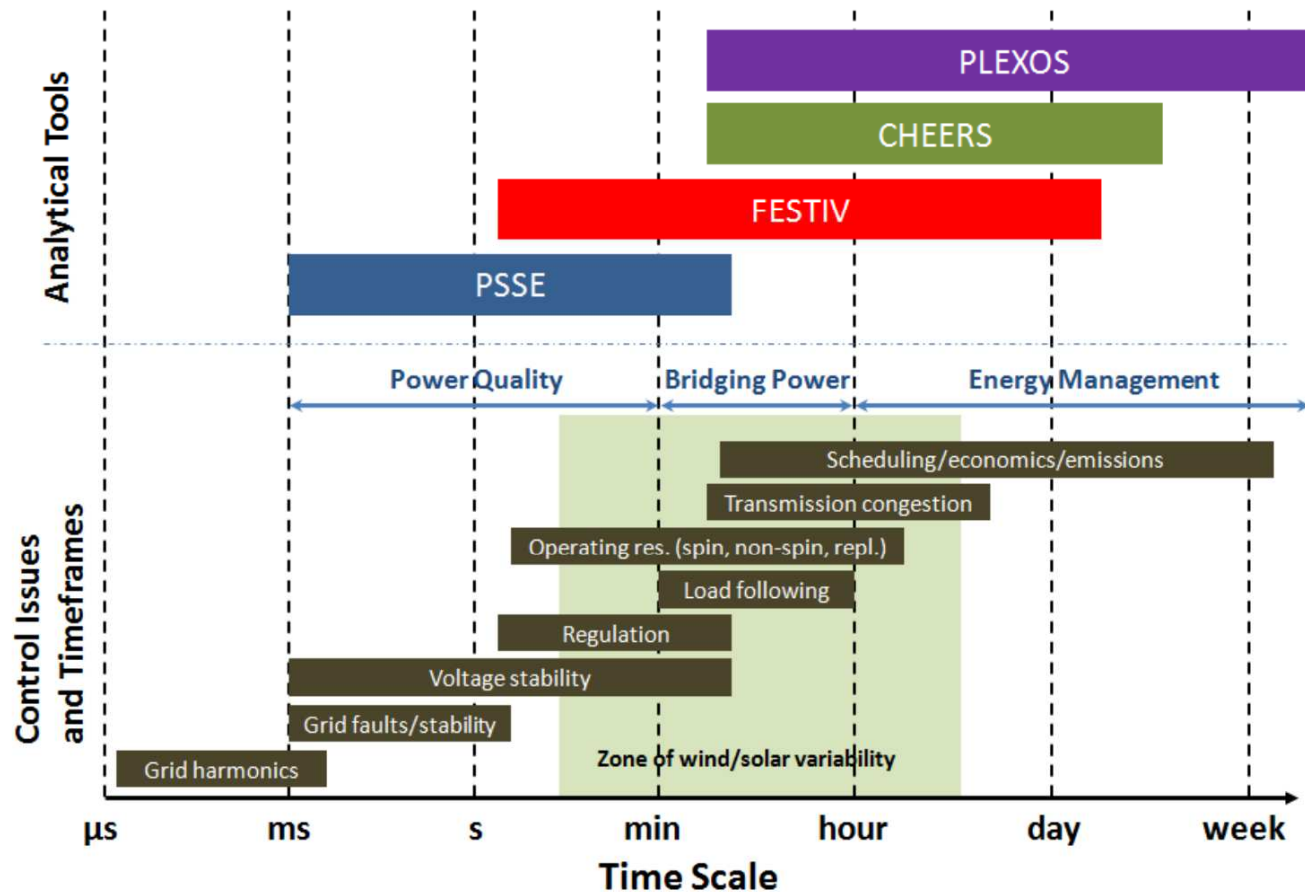 Analytical Tools
PLEXOS
CHEERS
FESTIV
PSSE
Power Quality
Bridging Power
Energy Management
Control Issues
and Timeframes
Scheduling/economics/emissions
Transmission congestion
Operating res. (spin, non-spin, repl.)
Load following
Regulation
Voltage stability
Grid faults/stability
Zone of wind/solar variability
Grid harmonics
μs
ms
s
min
hour
day
week
Time Scale